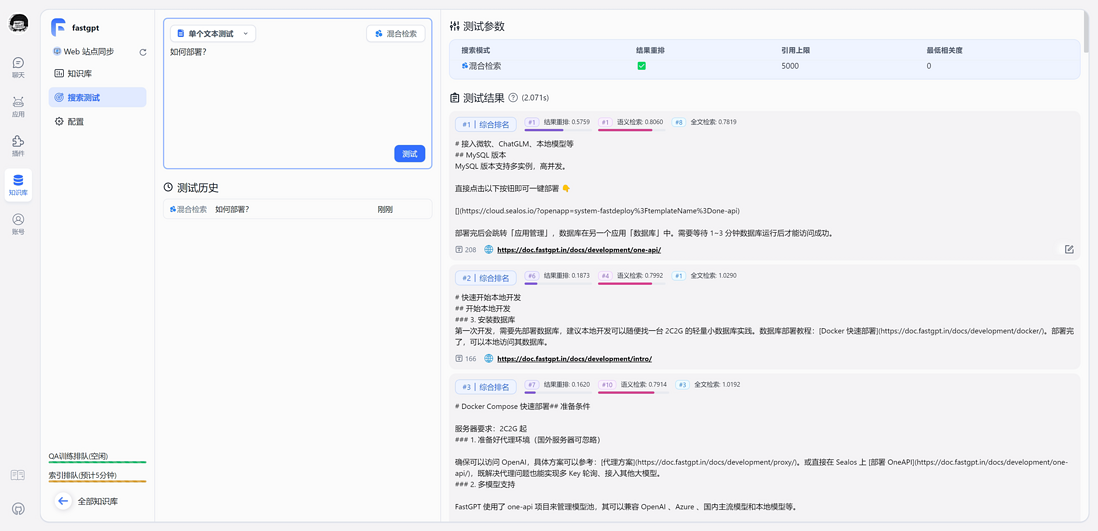 聊天
应用
插件
知识库
账号
fastgpt
Web 站点同步
知识库
搜索测试
配置
QA训练排队(空闲)
索引排队(预计5分钟)
全部知识库
单个文本测试
混合检索
如何部署?
测试
测试历史
混合检索 如何部署? 刚刚
测试参数
搜索模式 结果重排 引用上限 最低相关度
混合检索 5000 0
测试结果 (2.071s)
#1 | 综合排名 #1 结果重排: 0.5759 #1 语义检索: 0.8060 #8 全文检索: 0.7819
# 接入微软、ChatGLM、本地模型等
## MySQL 版本
MySQL 版本支持多实例，高并发。
直接点击以下按钮即可一键部署 👇
[](https://cloud.sealos.io/?openapp=system-fastdeploy%3FtemplateName%3Done-api)
部署完后会跳转「应用管理」，数据库在另一个应用「数据库」中。需要等待 1~3 分钟数据库运行后才能访问成功。
208 https://doc.fastgpt.in/docs/development/one-api/
#2 | 综合排名 #6 结果重排: 0.1873 #4 语义检索: 0.7992 #1 全文检索: 1.0290
# 快速开始本地开发
## 开始本地开发
### 3. 安装数据库
第一次开发，需要先部署数据库，建议本地开发可以随便找一台 2C2G 的轻量小数据库实践。数据库部署教程：[Docker 快速部署](https://doc.fastgpt.in/docs/development/docker/)。部署完
了，可以本地访问其数据库。
166 https://doc.fastgpt.in/docs/development/intro/
#3 | 综合排名 #7 结果重排: 0.1620 #10 语义检索: 0.7914 #3 全文检索: 1.0192
# Docker Compose 快速部署## 准备条件
服务器要求：2C2G 起
### 1. 准备好代理环境（国外服务器可忽略）
确保可以访问 OpenAI，具体方案可以参考：[代理方案](https://doc.fastgpt.in/docs/development/proxy/)。或直接在 Sealos 上 [部署 OneAPI](https://doc.fastgpt.in/docs/development/one-
api/)，既解决代理问题也能实现多 Key 轮询、接入其他大模型。
### 2. 多模型支持
FastGPT 使用了 one-api 项目来管理模型池，其可以兼容 OpenAI 、Azure 、国内主流模型和本地模型等。